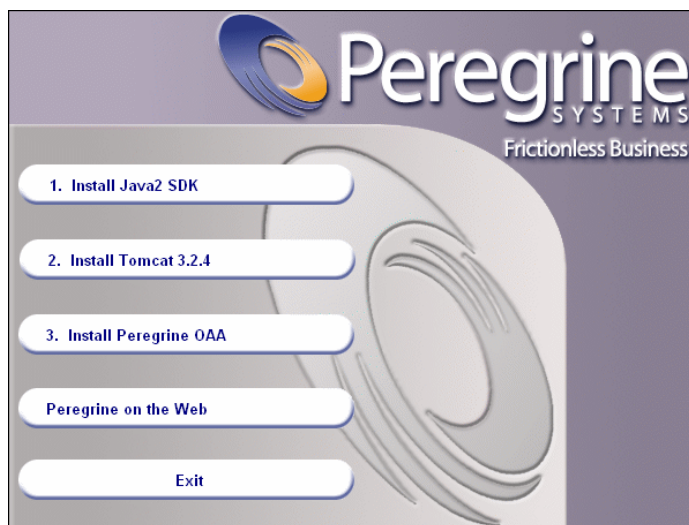 Peregrine
SYSTEMS
Frictionless Business
1. Install Java2 SDK
2. Install Tomcat 3.2.4
3. Install Peregrine OAA
Peregrine on the Web
Exit